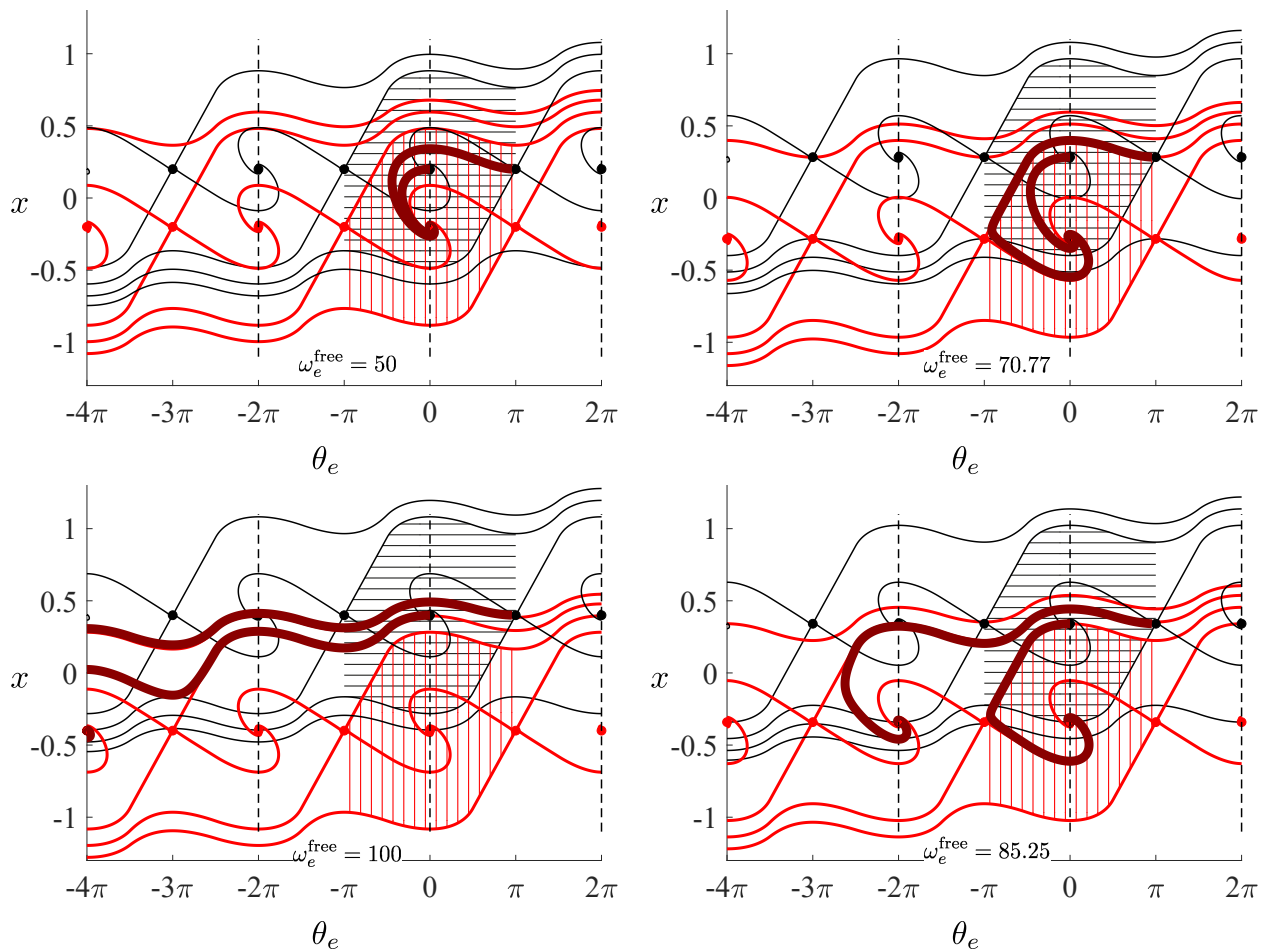 1
0.5
x
0
-0.5
-1
ω_e^free = 50
-4π -3π -2π -π 0 π 2π
θ_e
1
0.5
x
0
-0.5
-1
ω_e^free = 70.77
-4π -3π -2π -π 0 π 2π
θ_e
1
0.5
x
0
-0.5
-1
ω_e^free = 100
-4π -3π -2π -π 0 π 2π
θ_e
1
0.5
x
0
-0.5
-1
ω_e^free = 85.25
-4π -3π -2π -π 0 π 2π
θ_e